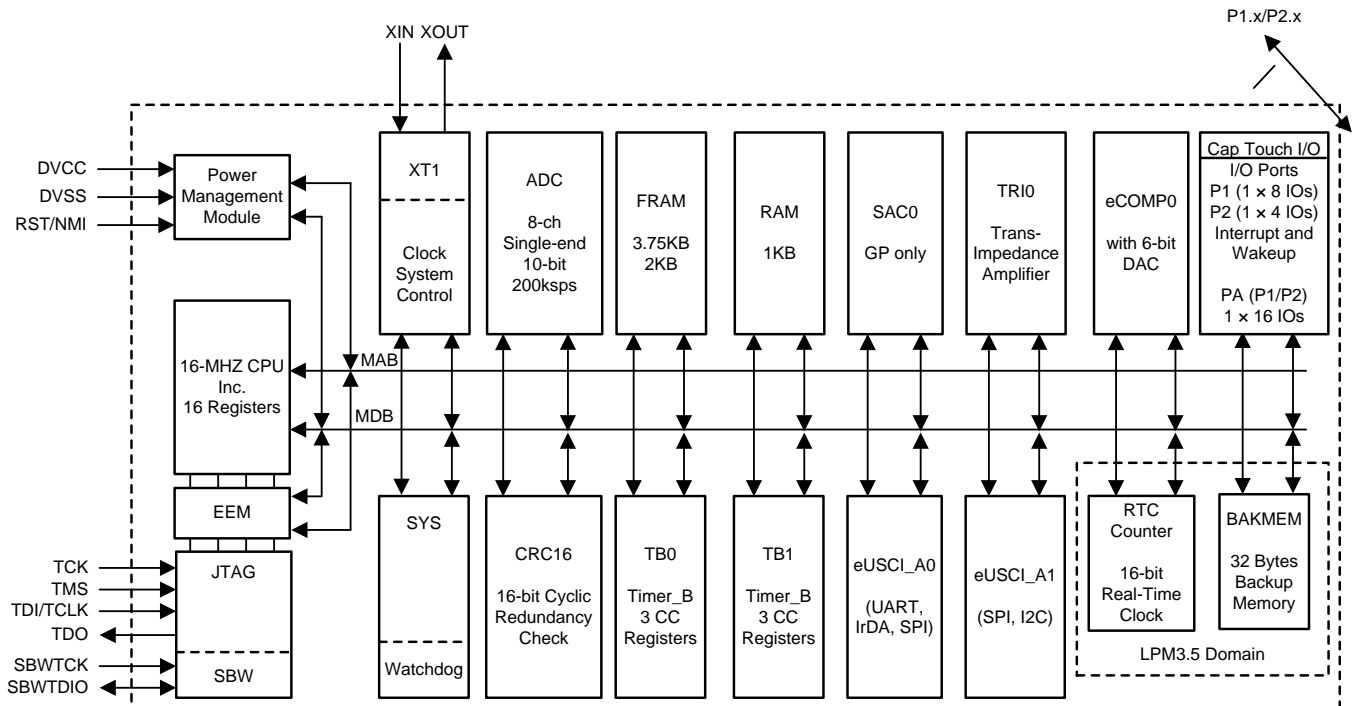 P1.x/P2.x
XIN XOUT
DVCC
DVSS
RST/NMI
Power
Management
Module
XT1
Clock
System
Control
ADC
8-ch
Single-end
10-bit
200ksps
FRAM
3.75KB
2KB
RAM
1KB
SAC0
GP only
TRI0
Trans-
Impedance
Amplifier
eCOMP0
with 6-bit
DAC
Cap Touch I/O
I/O Ports
P1 (1 × 8 IOs)
P2 (1 × 4 IOs)
Interrupt and
Wakeup
PA (P1/P2)
1 × 16 IOs
16-MHZ CPU
Inc.
16 Registers
MAB
MDB
EEM
TCK
TMS
TDI/TCLK
TDO
SBWTCK
SBWTDIO
JTAG
SBW
SYS
Watchdog
CRC16
16-bit Cyclic
Redundancy
Check
TB0
Timer_B
3 CC
Registers
TB1
Timer_B
3 CC
Registers
eUSCI_A0
(UART,
IrDA, SPI)
eUSCI_A1
(SPI, I2C)
RTC
Counter
16-bit
Real-Time
Clock
BAKMEM
32 Bytes
Backup
Memory
LPM3.5 Domain